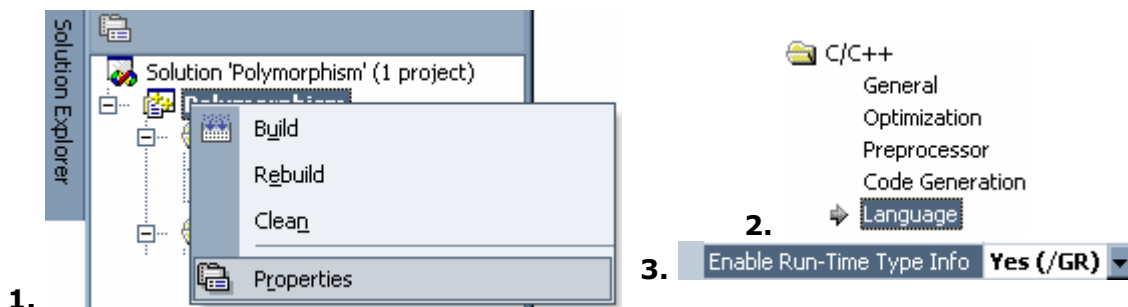 Solution Explorer
Solution 'Polymorphism' (1 project)
Build
Rebuild
Clean
Properties
1.
C/C++
General
Optimization
Preprocessor
Code Generation
Language
2.
3.
Enable Run-Time Type Info Yes (/GR)